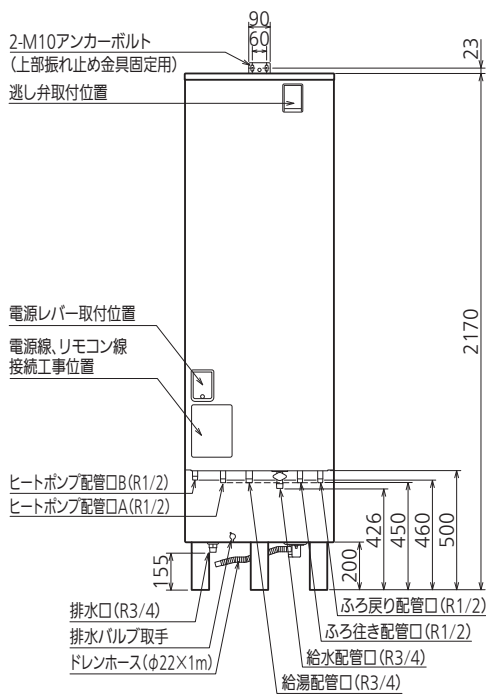 90
60
23
2-M10アンカーボルト
(上部振れ止め金具固定用)
逃し弁取付位置
2170
電源レバー取付位置
電源線、リモコン線
接続工事位置
ヒートポンプ配管口B(R1/2)
ヒートポンプ配管口A(R1/2)
155
200
426
450
460
500
排水口(R3/4)
排水バルブ取手
ドレンホース(φ22×1m)
ふろ戻り配管口(R1/2)
ふろ往き配管口(R1/2)
給水配管口(R3/4)
給湯配管口(R3/4)